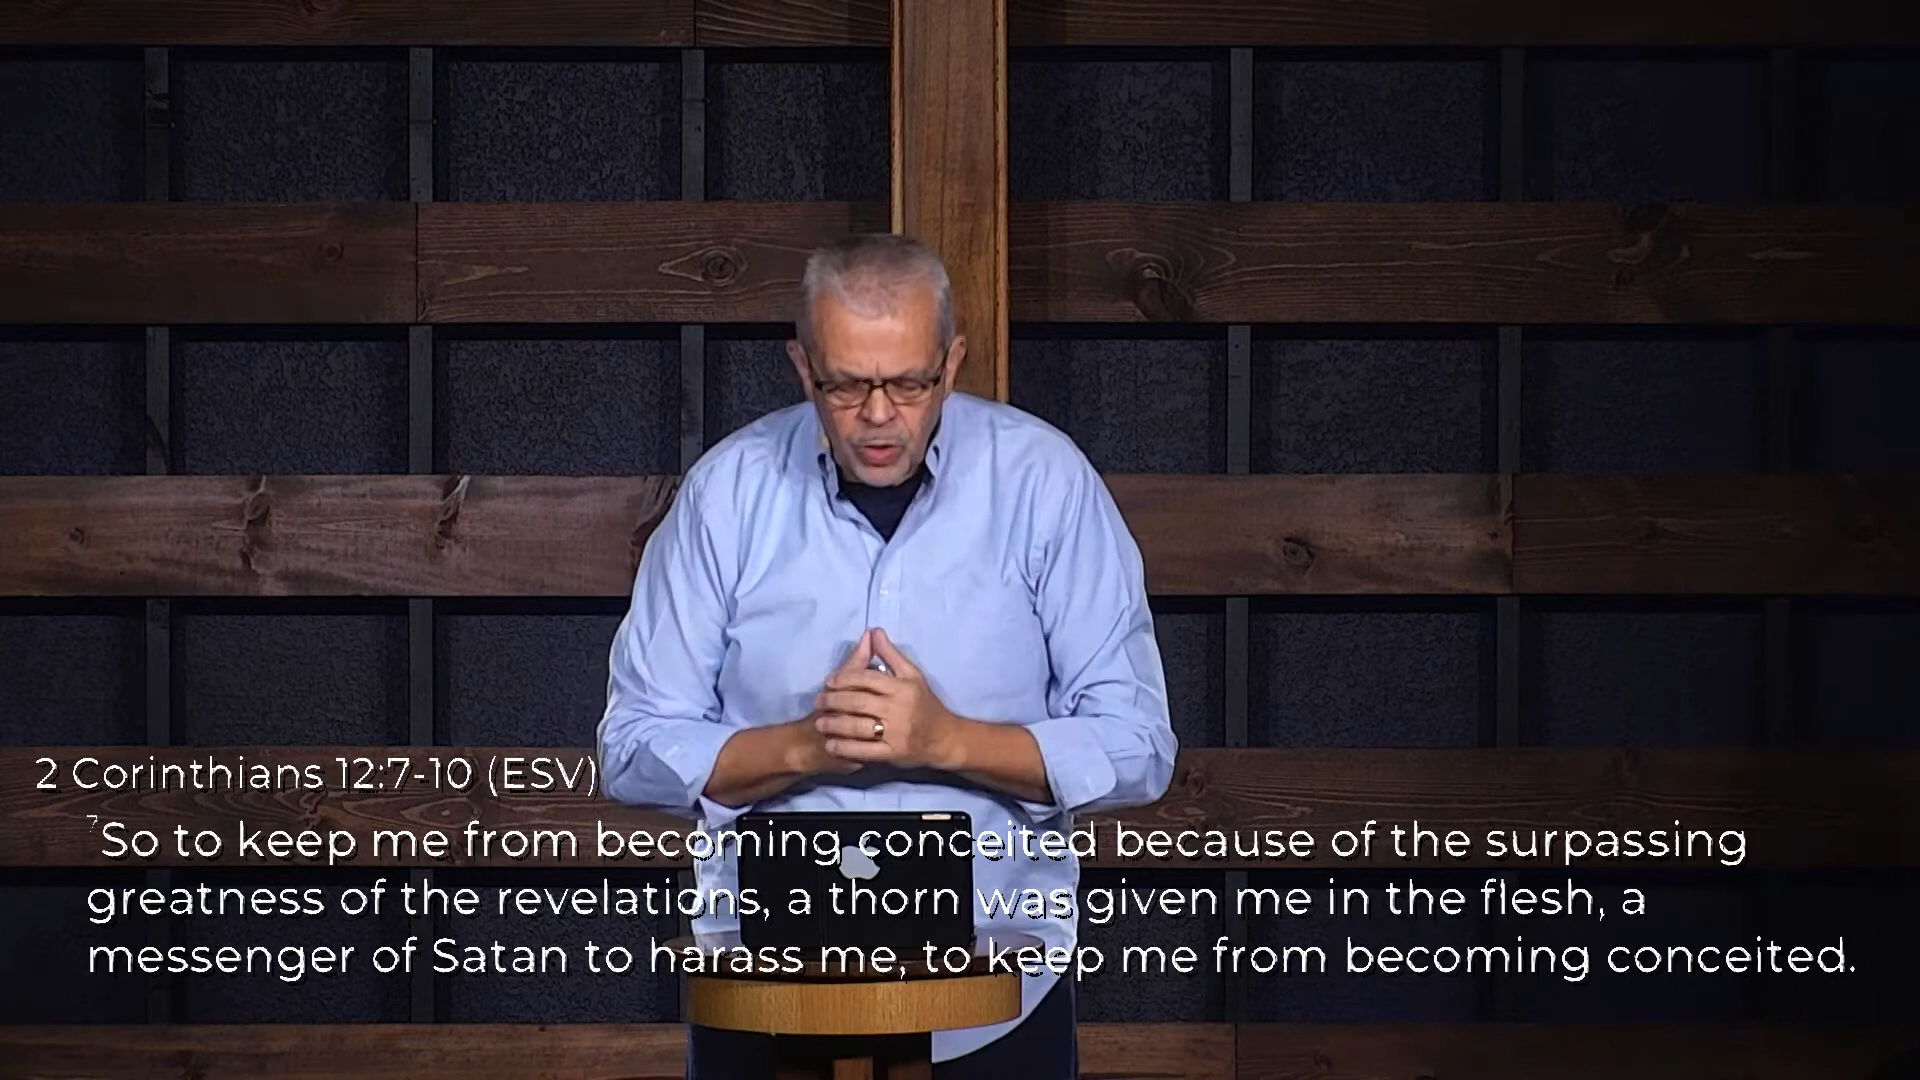 2 Corinthians 12:7-10 (ESV)
7So to keep me from becoming conceited because of the surpassing
greatness of the revelations, a thorn was given me in the flesh, a
messenger of Satan to harass me, to keep me from becoming conceited.